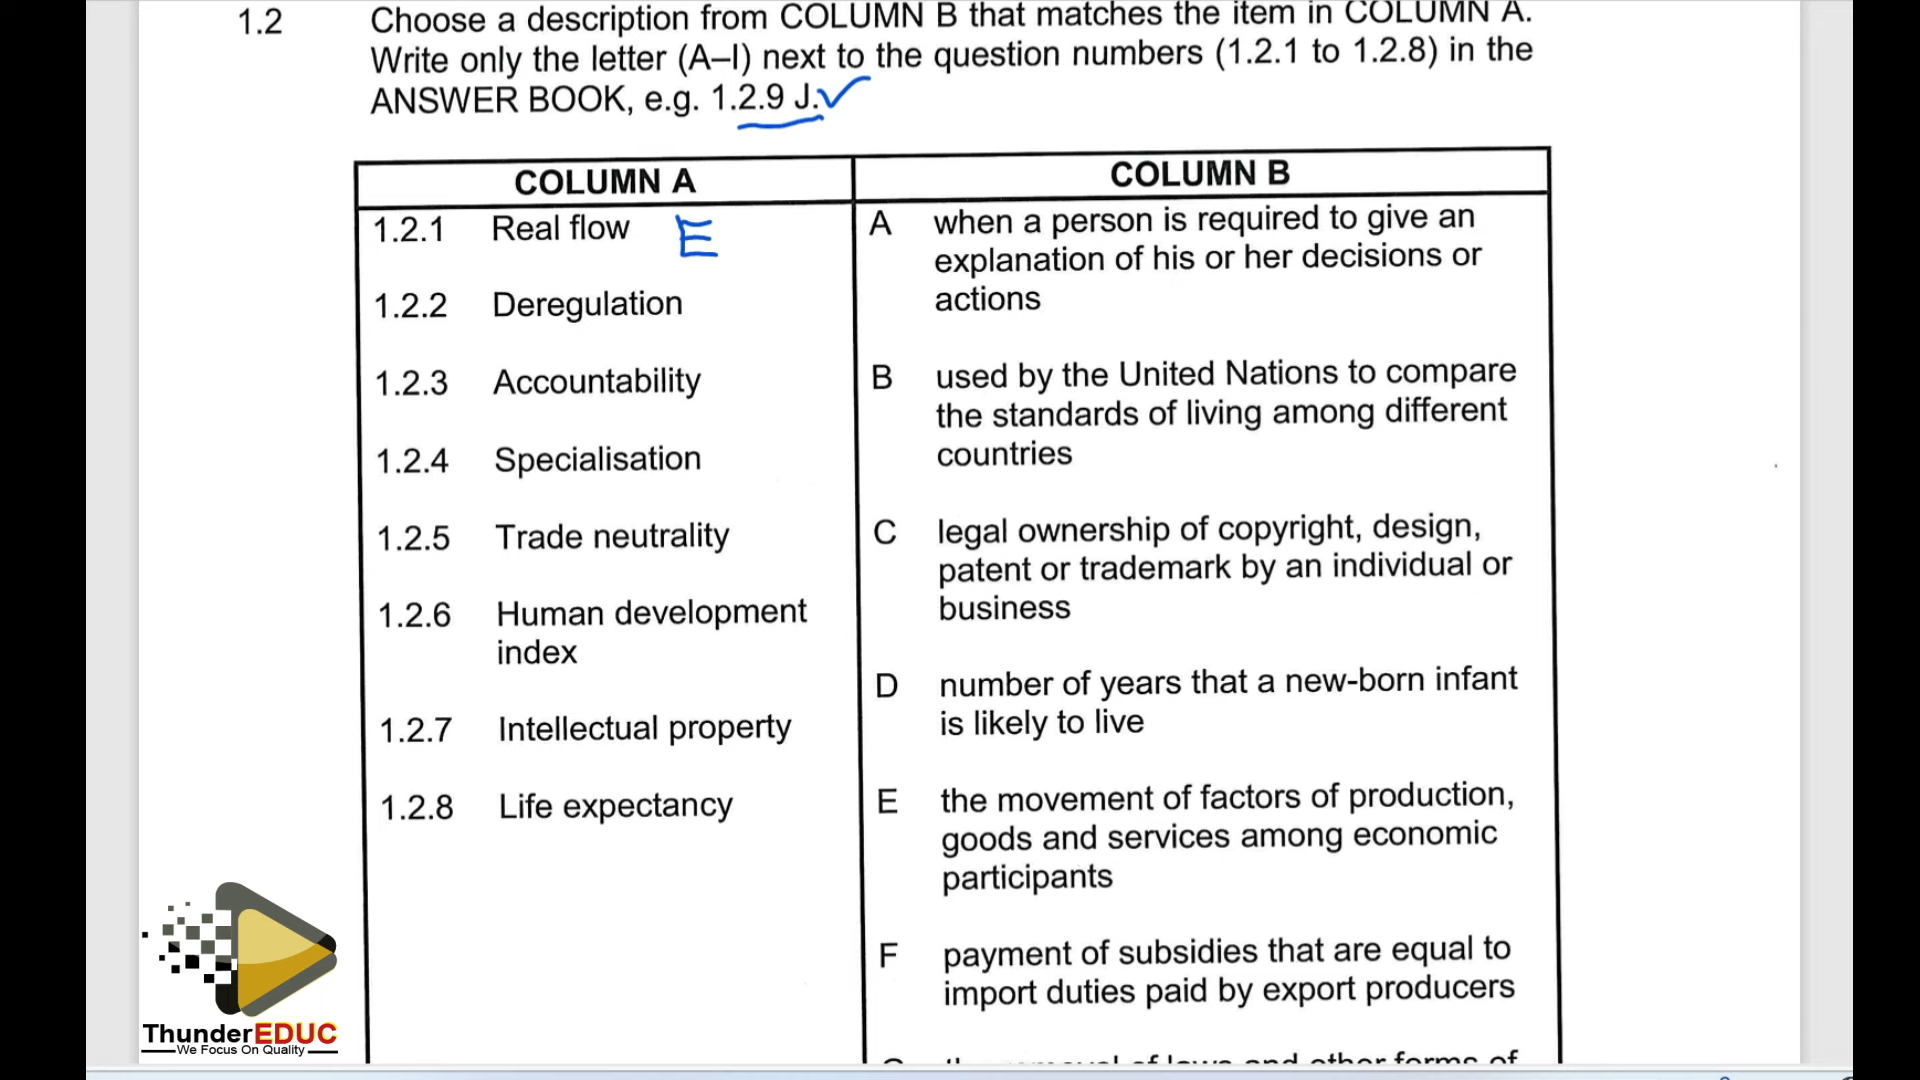 1.2 Choose a description from COLUMN B that matches the item in COLUMN A.
Write only the letter (A–I) next to the question numbers (1.2.1 to 1.2.8) in the
ANSWER BOOK, e.g. 1.2.9 J.
COLUMN A
1.2.1 Real flow E
1.2.2 Deregulation
1.2.3 Accountability
1.2.4 Specialisation
1.2.5 Trade neutrality
1.2.6 Human development
index
1.2.7 Intellectual property
1.2.8 Life expectancy
COLUMN B
A when a person is required to give an
explanation of his or her decisions or
actions
B used by the United Nations to compare
the standards of living among different
countries
C legal ownership of copyright, design,
patent or trademark by an individual or
business
D number of years that a new-born infant
is likely to live
E the movement of factors of production,
goods and services among economic
participants
F payment of subsidies that are equal to
import duties paid by export producers
of laws and other forms of
ThunderEDUC
We Focus On Quality